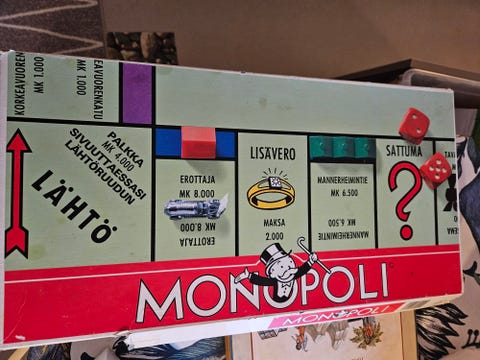 KORKEAVUOREN
MK 1.000
EAVUORENKATU
MK 1.000
PALKKA
MK 4.000
SIVUUTTAESSASI
LÄHTÖRUUDUN
LÄHTÖ
EROTTAJA
MK 8.000
MK 8.000
EROTTAJA
LISÄVERO
MAKSA
2.000
MANNERHEIMINTIE
MK 6.500
MK 6.500
MANNERHEIMINTIE
SATTUMA
?
MONOPOLI
MONOPOLI